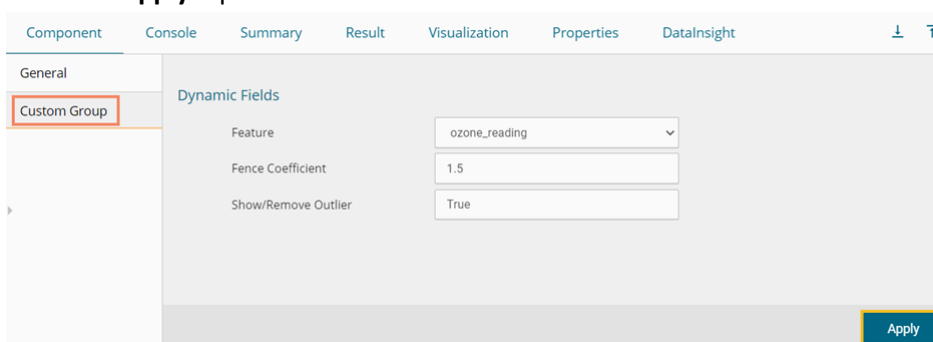 Apply
Component Console Summary Result Visualization Properties DataInsight
General
Custom Group
Dynamic Fields
Feature ozone_reading
Fence Coefficient 1.5
Show/Remove Outlier True
Apply